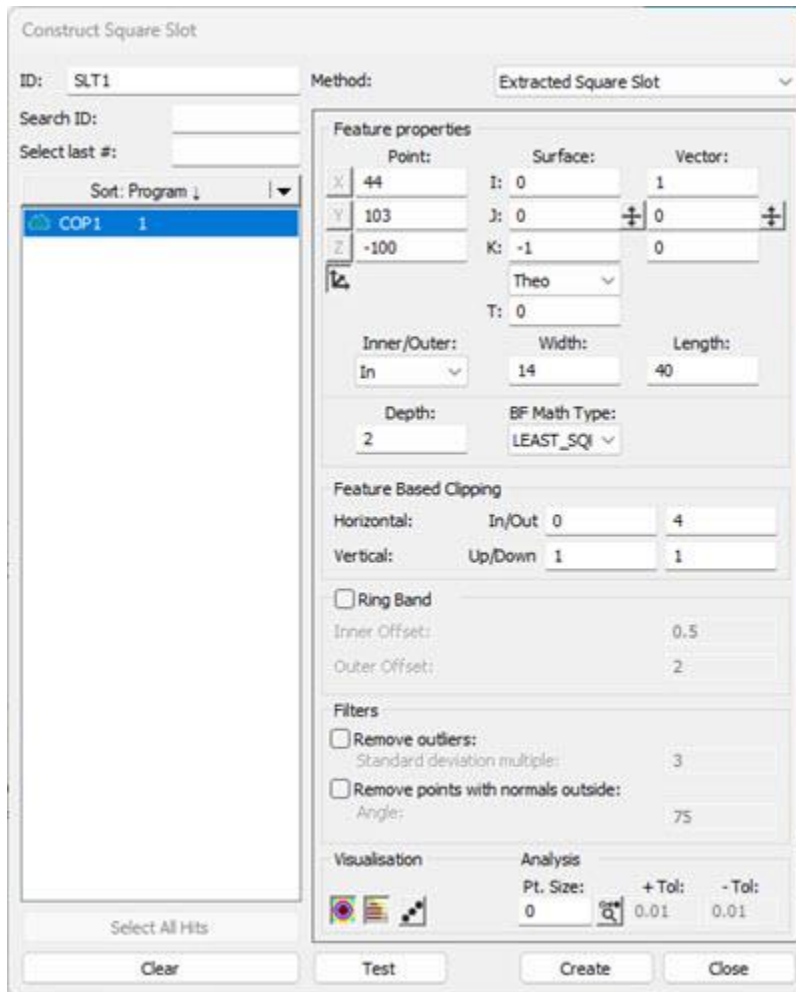 Construct Square Slot
ID: SLT1
Method: Extracted Square Slot
Search ID:
Select last #:
Sort: Program ↓
COP1 1
Feature properties
Point: Surface: Vector:
X 44 I: 0 1
Y 103 J: 0 0
Z -100 K: -1 0
Theo
T: 0
Inner/Outer: Width: Length:
In 14 40
Depth: BF Math Type:
2 LEAST_SQI
Feature Based Clipping
Horizontal: In/Out 0 4
Vertical: Up/Down 1 1
Ring Band
Inner Offset: 0.5
Outer Offset: 2
Filters
Remove outliers:
Standard deviation multiple: 3
Remove points with normals outside:
Angle: 75
Visualisation Analysis
Pt. Size: + Tol: - Tol:
0 0.01 0.01
Select All Hits
Clear Test Create Close